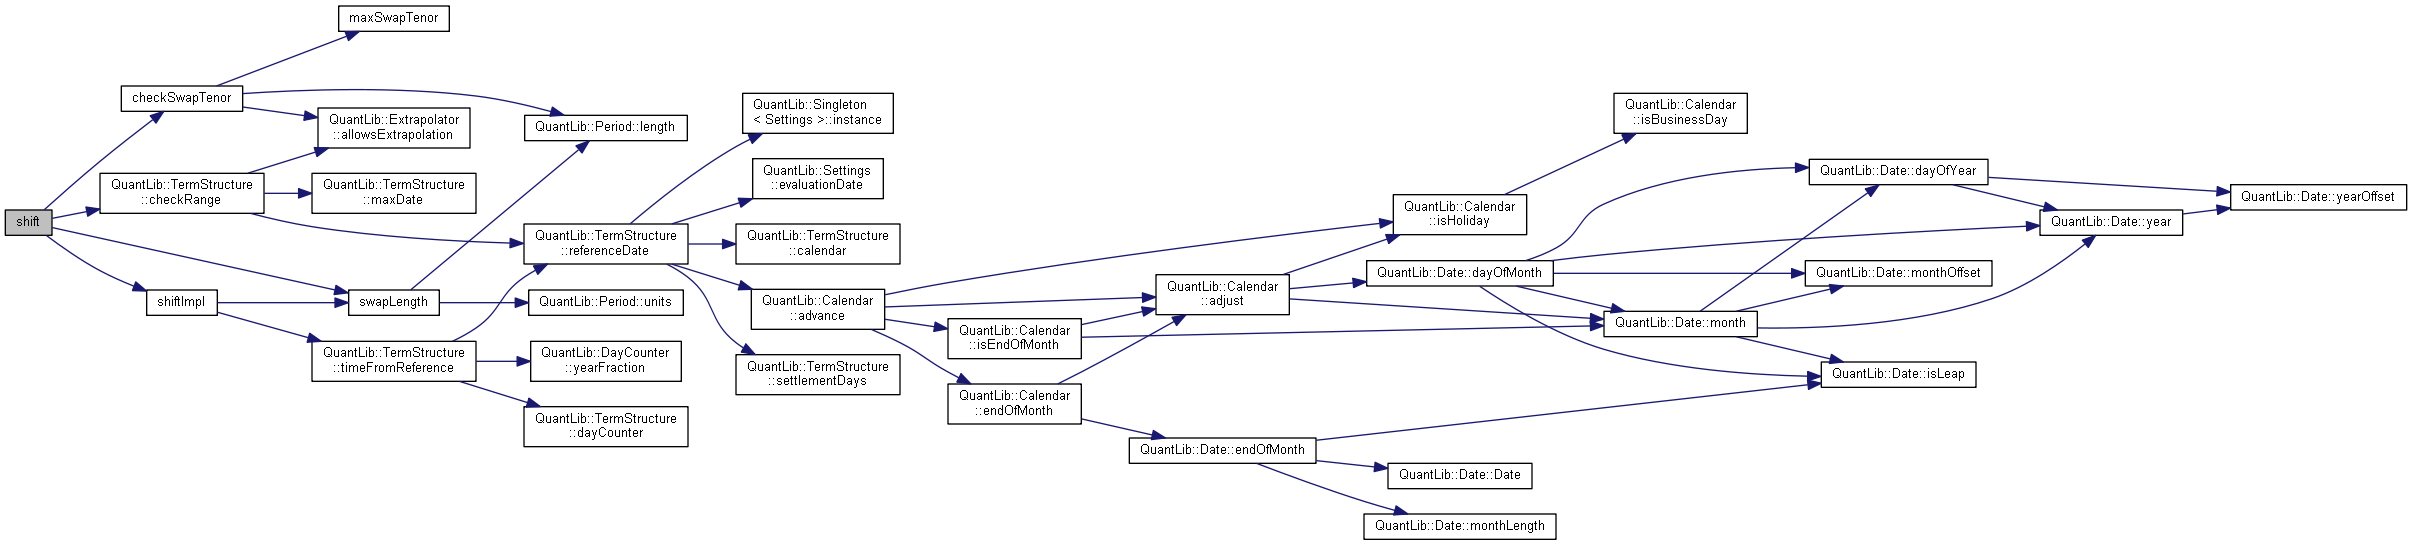 maxSwapTenor
checkSwapTenor
QuantLib::Extrapolator
::allowsExtrapolation
QuantLib::Period::length
QuantLib::TermStructure
::checkRange
QuantLib::TermStructure
::maxDate
shift
shiftImpl
swapLength
QuantLib::Period::units
QuantLib::TermStructure
::timeFromReference
QuantLib::DayCounter
::yearFraction
QuantLib::TermStructure
::dayCounter
QuantLib::TermStructure
::referenceDate
QuantLib::Singleton
< Settings >::instance
QuantLib::Settings
::evaluationDate
QuantLib::TermStructure
::calendar
QuantLib::Calendar
::advance
QuantLib::TermStructure
::settlementDays
QuantLib::Calendar
::isEndOfMonth
QuantLib::Calendar
::endOfMonth
QuantLib::Calendar
::adjust
QuantLib::Date::endOfMonth
QuantLib::Calendar
::isHoliday
QuantLib::Date::dayOfMonth
QuantLib::Date::Date
QuantLib::Date::monthLength
QuantLib::Calendar
::isBusinessDay
QuantLib::Date::month
QuantLib::Date::dayOfYear
QuantLib::Date::monthOffset
QuantLib::Date::isLeap
QuantLib::Date::year
QuantLib::Date::yearOffset